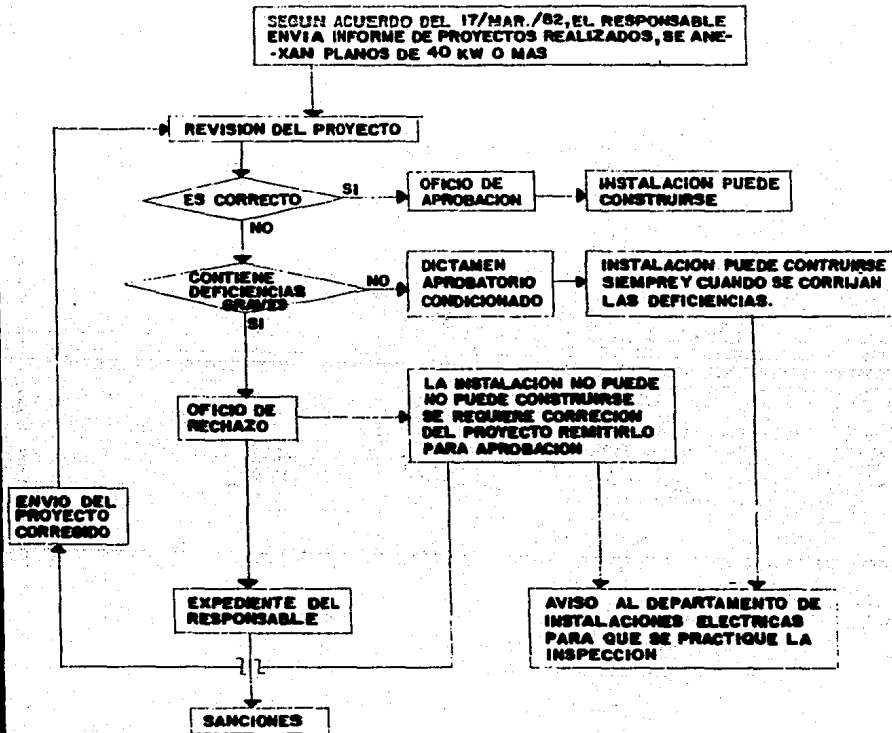 SEGUN ACUERDO DEL 17/MAR./82, EL RESPONSABLE
ENVIA INFORME DE PROYECTOS REALIZADOS, SE ANE-
-XAN PLANOS DE 40 KW O MAS
REVISION DEL PROYECTO
ES CORRECTO
SI
OFICIO DE
APROBACION
INSTALACION PUEDE
CONSTRUIRSE
NO
CONTIENE
DEFICIENCIAS
GRAVES
NO
DICTAMEN
APROBATORIO
CONDICIONADO
INSTALACION PUEDE CONTRUIRSE
SIEMPRE Y CUANDO SE CORRIJAN
LAS DEFICIENCIAS.
SI
OFICIO DE
RECHAZO
LA INSTALACION NO PUEDE
NO PUEDE CONSTRUIRSE
SE REQUIERE CORRECION
DEL PROYECTO REMITIRLO
PARA APROBACION
ENVIO DEL
PROYECTO
CORREGIDO
EXPEDIENTE DEL
RESPONSABLE
AVISO AL DEPARTAMENTO DE
INSTALACIONES ELECTRICAS
PARA QUE SE PRACTIQUE LA
INSPECCION
SANCIONES